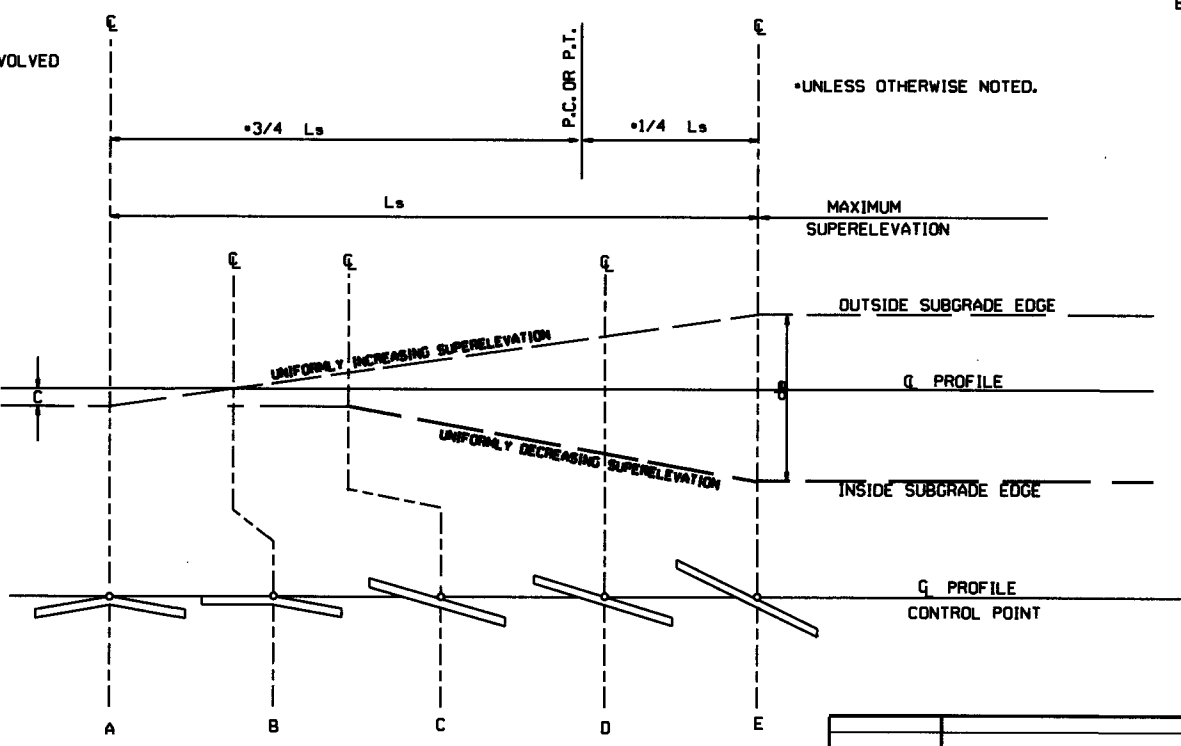 E
VOLVED
℄
P.C. OR P.T.
℄
*UNLESS OTHERWISE NOTED.
*3/4 Ls
*1/4 Ls
Ls
MAXIMUM
SUPERELEVATION
℄
℄
℄
OUTSIDE SUBGRADE EDGE
UNIFORMLY INCREASING SUPERELEVATION
℄ PROFILE
C
UNIFORMLY DECREASING SUPERELEVATION
INSIDE SUBGRADE EDGE
℄ PROFILE
CONTROL POINT
A
B
C
D
E